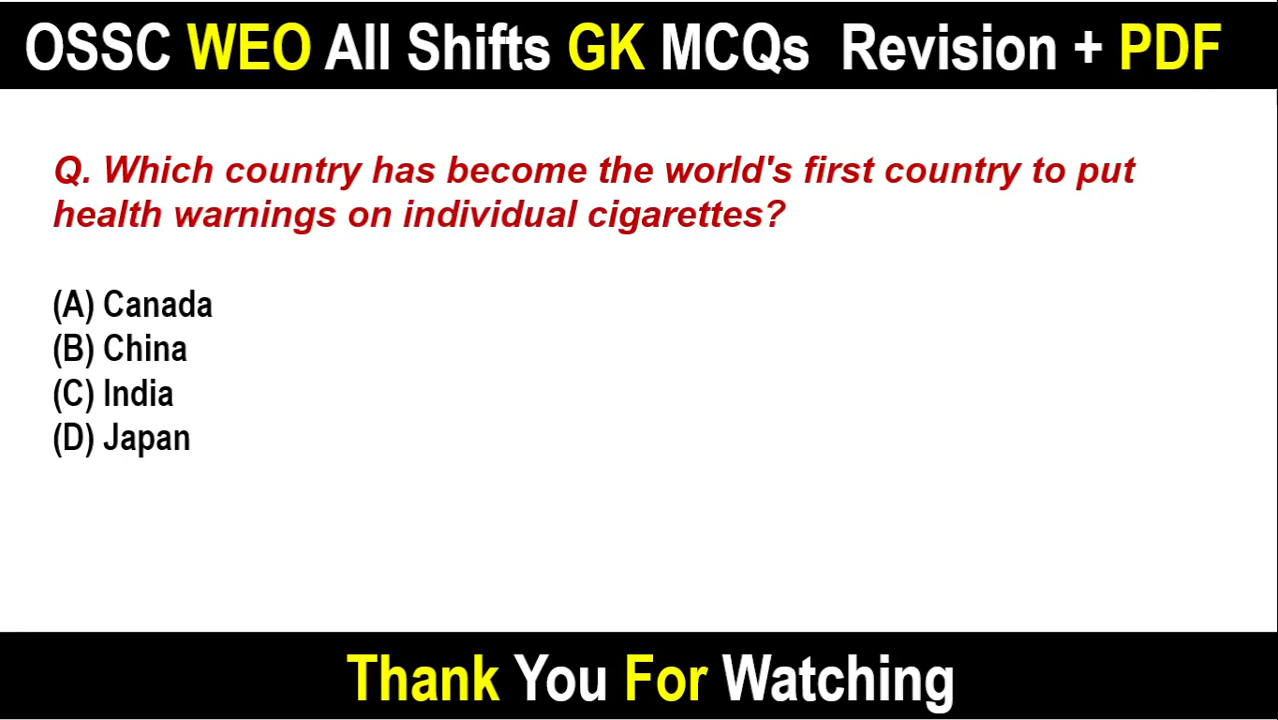 OSSC WEO All Shifts GK MCQs Revision + PDF
Q. Which country has become the world's first country to put
health warnings on individual cigarettes?
(A) Canada
(B) China
(C) India
(D) Japan
Thank You For Watching